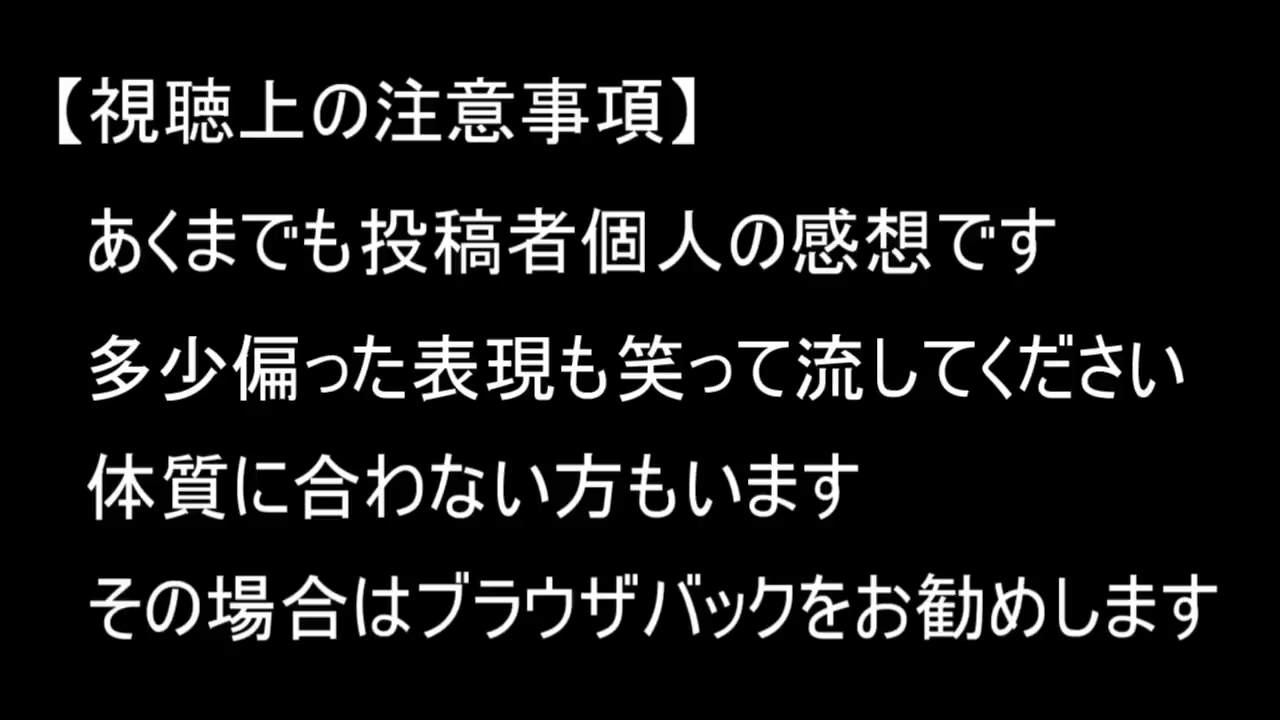 【視聴上の注意事項】
あくまでも投稿者個人の感想です
多少偏った表現も笑って流してください
体質に合わない方もいます
その場合はブラウザバックをお勧めします